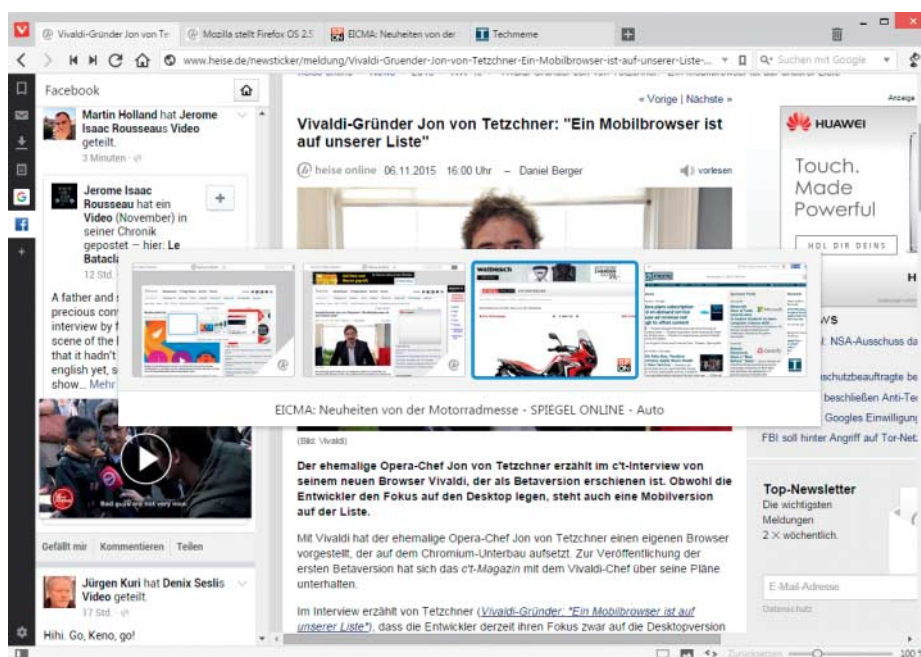 Vivaldi-Gründer Jon von Te
Mozilla stellt Firefox OS 2.5
EICMA: Neuheiten von der
Techmeme
www.heise.de/newsticker/meldung/Vivaldi-Gruender-Jon-von-Tetzchner-Ein-Mobilbrowser-ist-auf-unserer-Liste-...
Suchen mit Google
Facebook
Martin Holland hat Jerome
Isaac Rousseaus Video
geteilt.
3 Minuten
Jerome Isaac
Rousseau hat ein
Video (November) in
seiner Chronik
gepostet – hier: Le
Batacla
12 Std.
A father and s
precious con
interview by f
scene of the
that it hadn't
english yet, s
show... Mehr
Bad guys are not very nice.
Gefällt mir Kommentieren Teilen
Jürgen Kuri hat Denix Seslis
Video geteilt.
17 Std.
Hihi. Go, Keno, go!
« Vorige | Nächste »
Vivaldi-Gründer Jon von Tetzchner: "Ein Mobilbrowser ist
auf unserer Liste"
heise online 06.11.2015 16:00 Uhr – Daniel Berger
vorlesen
EICMA: Neuheiten von der Motorradmesse - SPIEGEL ONLINE - Auto
(Bild: Vivaldi)
Der ehemalige Opera-Chef Jon von Tetzchner erzählt im c't-Interview von
seinem neuen Browser Vivaldi, der als Betaversion erschienen ist. Obwohl die
Entwickler den Fokus auf den Desktop legen, steht auch eine Mobilversion
auf der Liste.
Mit Vivaldi hat der ehemalige Opera-Chef Jon von Tetzchner einen eigenen Browser
vorgestellt, der auf dem Chromium-Unterbau aufsetzt. Zur Veröffentlichung der
ersten Betaversion hat sich das c't-Magazin mit dem Vivaldi-Chef über seine Pläne
unterhalten.
Im Interview erzählt von Tetzchner (Vivaldi-Gründer: "Ein Mobilbrowser ist auf
unserer Liste"), dass die Entwickler derzeit ihren Fokus zwar auf die Desktopversion
Anzeige
HUAWEI
Touch.
Made
Powerful
HOL DIR DEINS
H
WS
l: NSA-Ausschuss da
schutzbeauftragte be
beschließen Anti-Te
Googles Einwilligung
FBI soll hinter Angriff auf Tor-Net
Top-Newsletter
Die wichtigsten
Meldungen
2 × wöchentlich.
E-Mail-Adresse
Datenschutz
Zurücksetzen
100